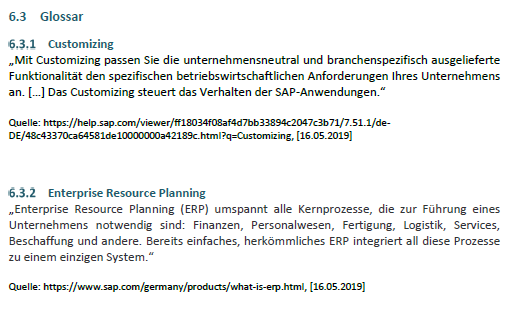 6.3 Glossar
6.3.1 Customizing
„Mit Customizing passen Sie die unternehmensneutral und branchenspezifisch ausgelieferte
Funktionalität den spezifischen betriebswirtschaftlichen Anforderungen Ihres Unternehmens
an. […] Das Customizing steuert das Verhalten der SAP-Anwendungen.“
Quelle: https://help.sap.com/viewer/ff18034f08af4d7bb33894c2047c3b71/7.51.1/de-
DE/48c43370ca64581de10000000a42189c.html?q=Customizing, [16.05.2019]
6.3.2 Enterprise Resource Planning
„Enterprise Resource Planning (ERP) umspannt alle Kernprozesse, die zur Führung eines
Unternehmens notwendig sind: Finanzen, Personalwesen, Fertigung, Logistik, Services,
Beschaffung und andere. Bereits einfaches, herkömmliches ERP integriert all diese Prozesse
zu einem einzigen System.“
Quelle: https://www.sap.com/germany/products/what-is-erp.html, [16.05.2019]